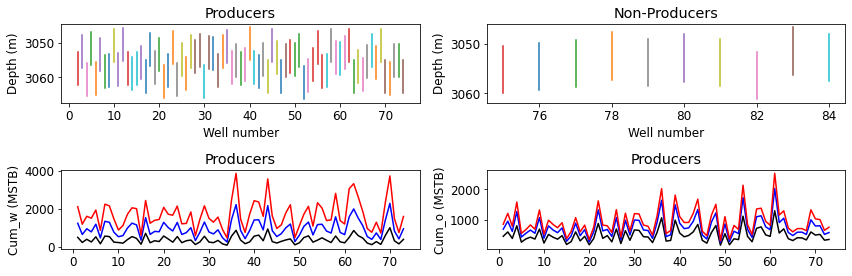 Producers
Depth (m)
3050
3060
0 10 20 30 40 50 60 70
Well number
Non-Producers
Depth (m)
3050
3060
76 78 80 82 84
Well number
Producers
Cum_w (MSTB)
4000
2000
0
0 10 20 30 40 50 60 70
Producers
Cum_o (MSTB)
2000
1000
0 10 20 30 40 50 60 70